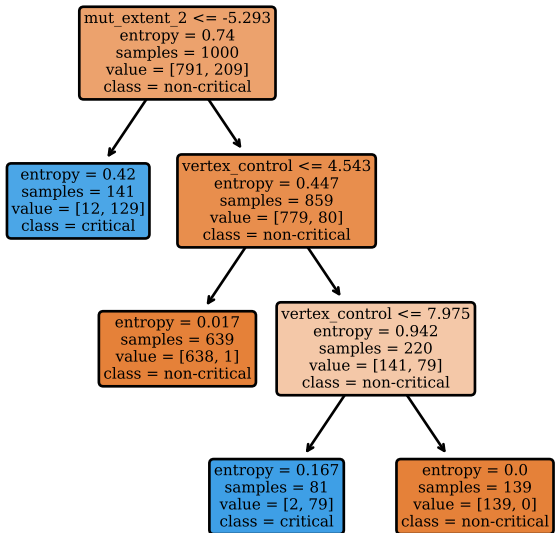 mut_extent_2 <= -5.293
entropy = 0.74
samples = 1000
value = [791, 209]
class = non-critical
entropy = 0.42
samples = 141
value = [12, 129]
class = critical
vertex_control <= 4.543
entropy = 0.447
samples = 859
value = [779, 80]
class = non-critical
entropy = 0.017
samples = 639
value = [638, 1]
class = non-critical
vertex_control <= 7.975
entropy = 0.942
samples = 220
value = [141, 79]
class = non-critical
entropy = 0.167
samples = 81
value = [2, 79]
class = critical
entropy = 0.0
samples = 139
value = [139, 0]
class = non-critical